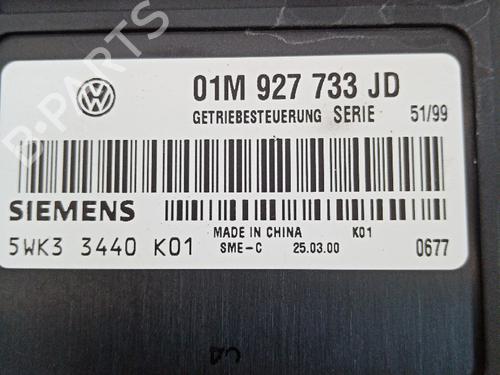 B-PARTS
01M 927 733 JD
GETRIEBESTEUERUNG SERIE 51/99
SIEMENS
MADE IN CHINA K01
5WK3 3440 K01 SME-C 25.03.00 0677